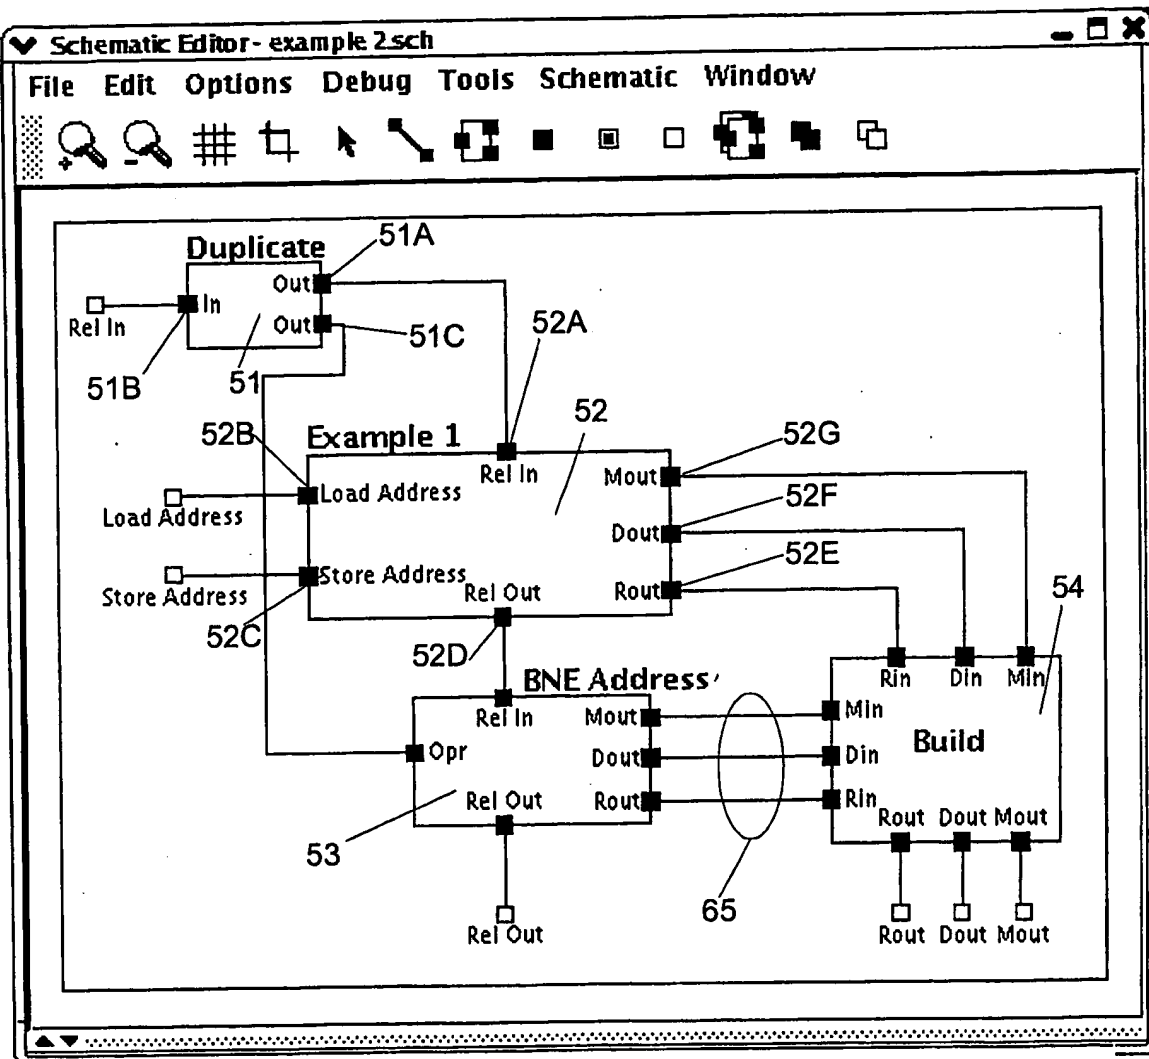 Schematic Editor- example 2.sch
File Edit Options Debug Tools Schematic Window
Duplicate
51A
Out
In
Rel In
Out
51C
52A
51B
51
52
52B
Example 1
52G
Rel In
Mout
Load Address
Load Address
52F
Dout
52E
Store Address
Rel Out
Rout
Store Address
54
52C
52D
Rin Din Min
BNE Address
Rel In
Mout
Min
Build
Opr
Dout
Din
Rel Out
Rout
Rin
Rout Dout Mout
53
65
Rel Out
Rout Dout Mout